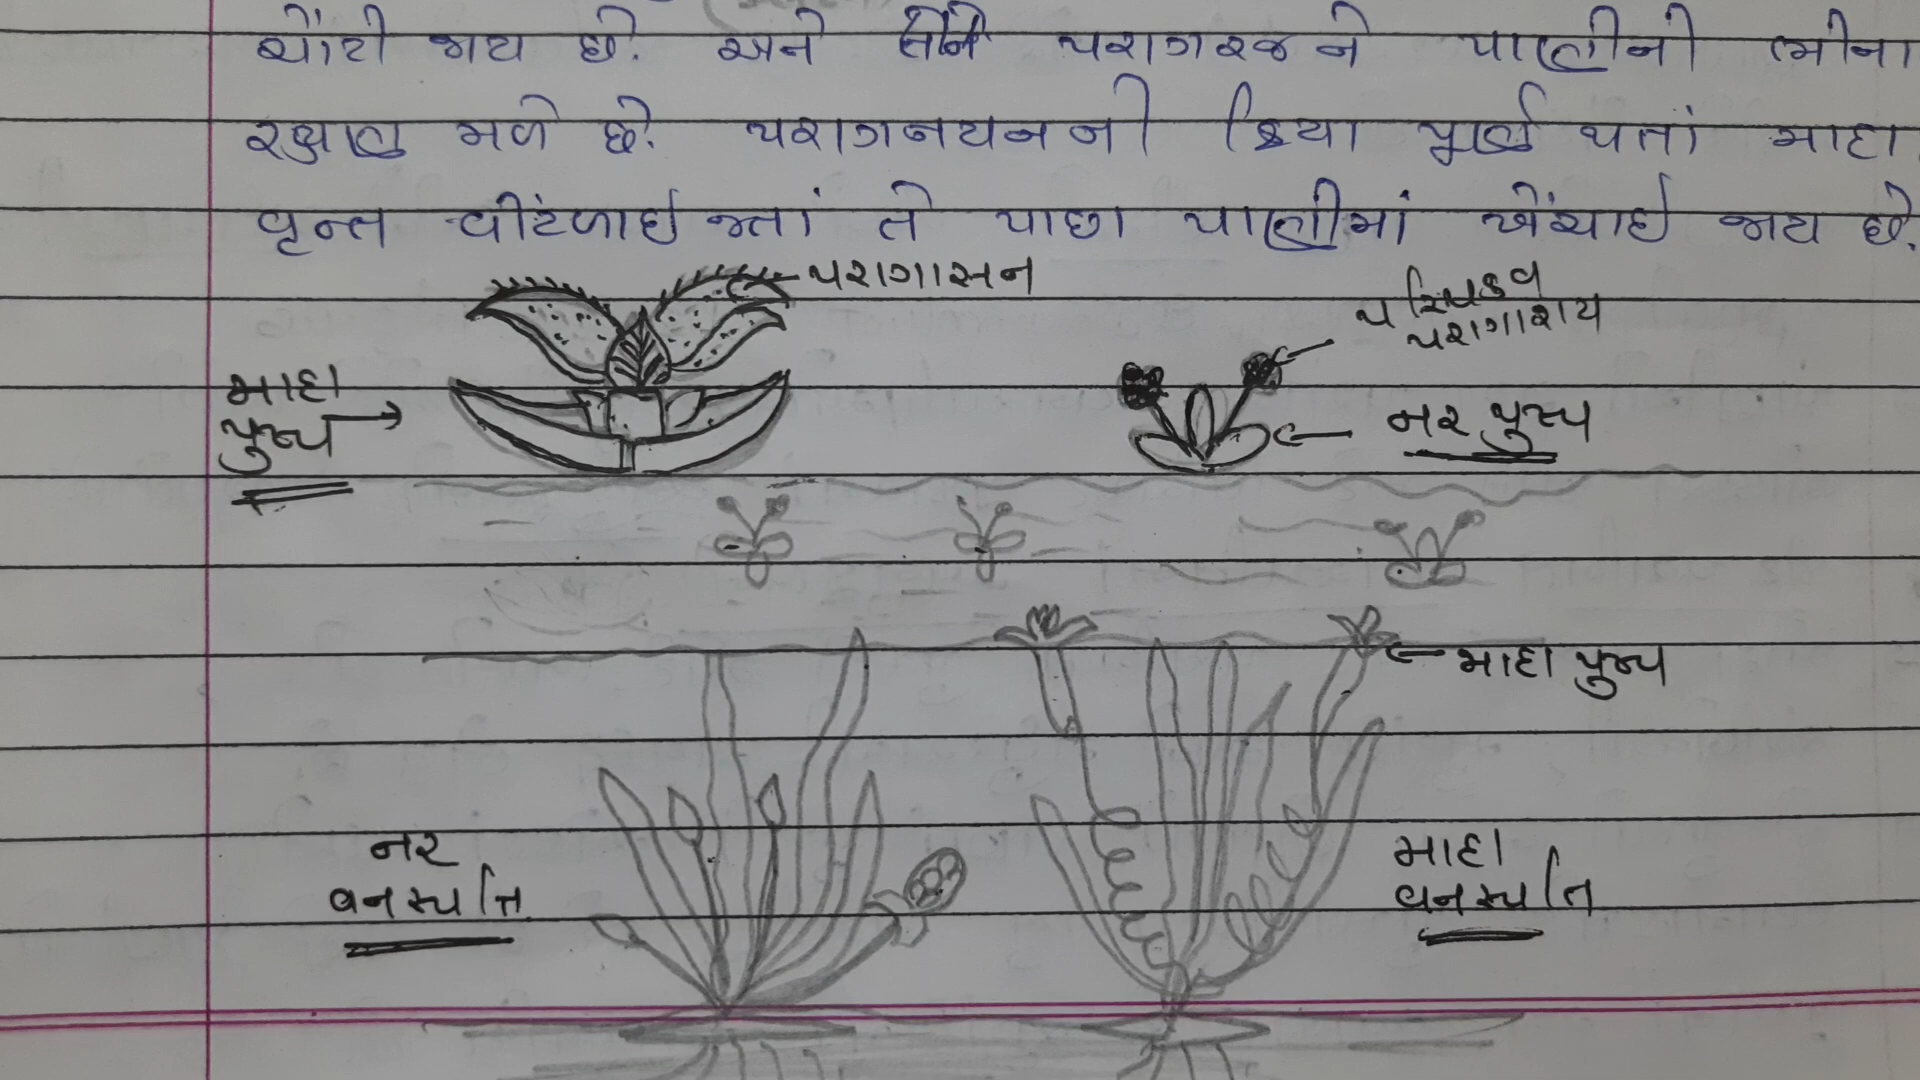 ચોંટી જાય છે. અને તેને પરાગરજને પાણીની ભીના
રક્ષણ મળે છે. પરાગનયનની ક્રિયા પૂર્ણ થતાં માદા
વૃન્ત વીંટળાઈ જતાં તે પાછા પાણીમાં ખેંચાઈ જાય છે.
પરાગાસન
પરિપક્વ
પરાગાશય
માદા
પુષ્પ
નર પુષ્પ
માદા પુષ્પ
નર
વનસ્પતિ
માદા
વનસ્પતિ